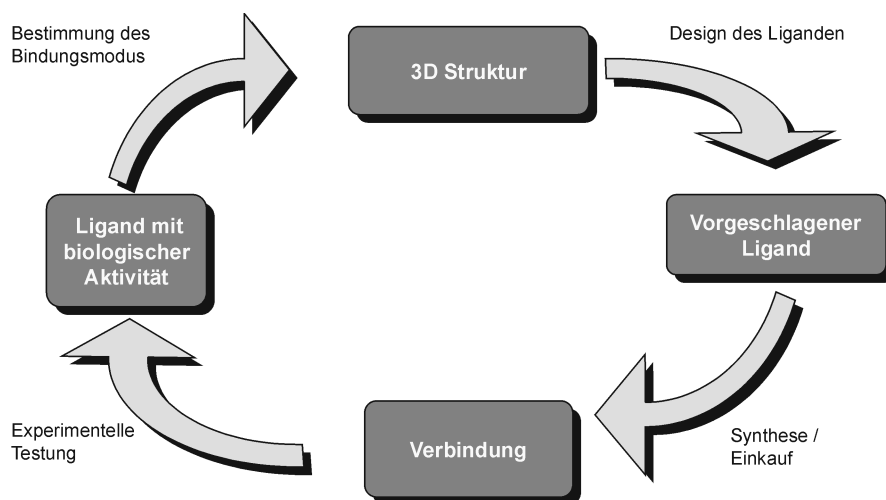 Bestimmung des
Bindungsmodus
3D Struktur
Design des Liganden
Ligand mit
biologischer
Aktivität
Vorgeschlagener
Ligand
Experimentelle
Testung
Verbindung
Synthese /
Einkauf